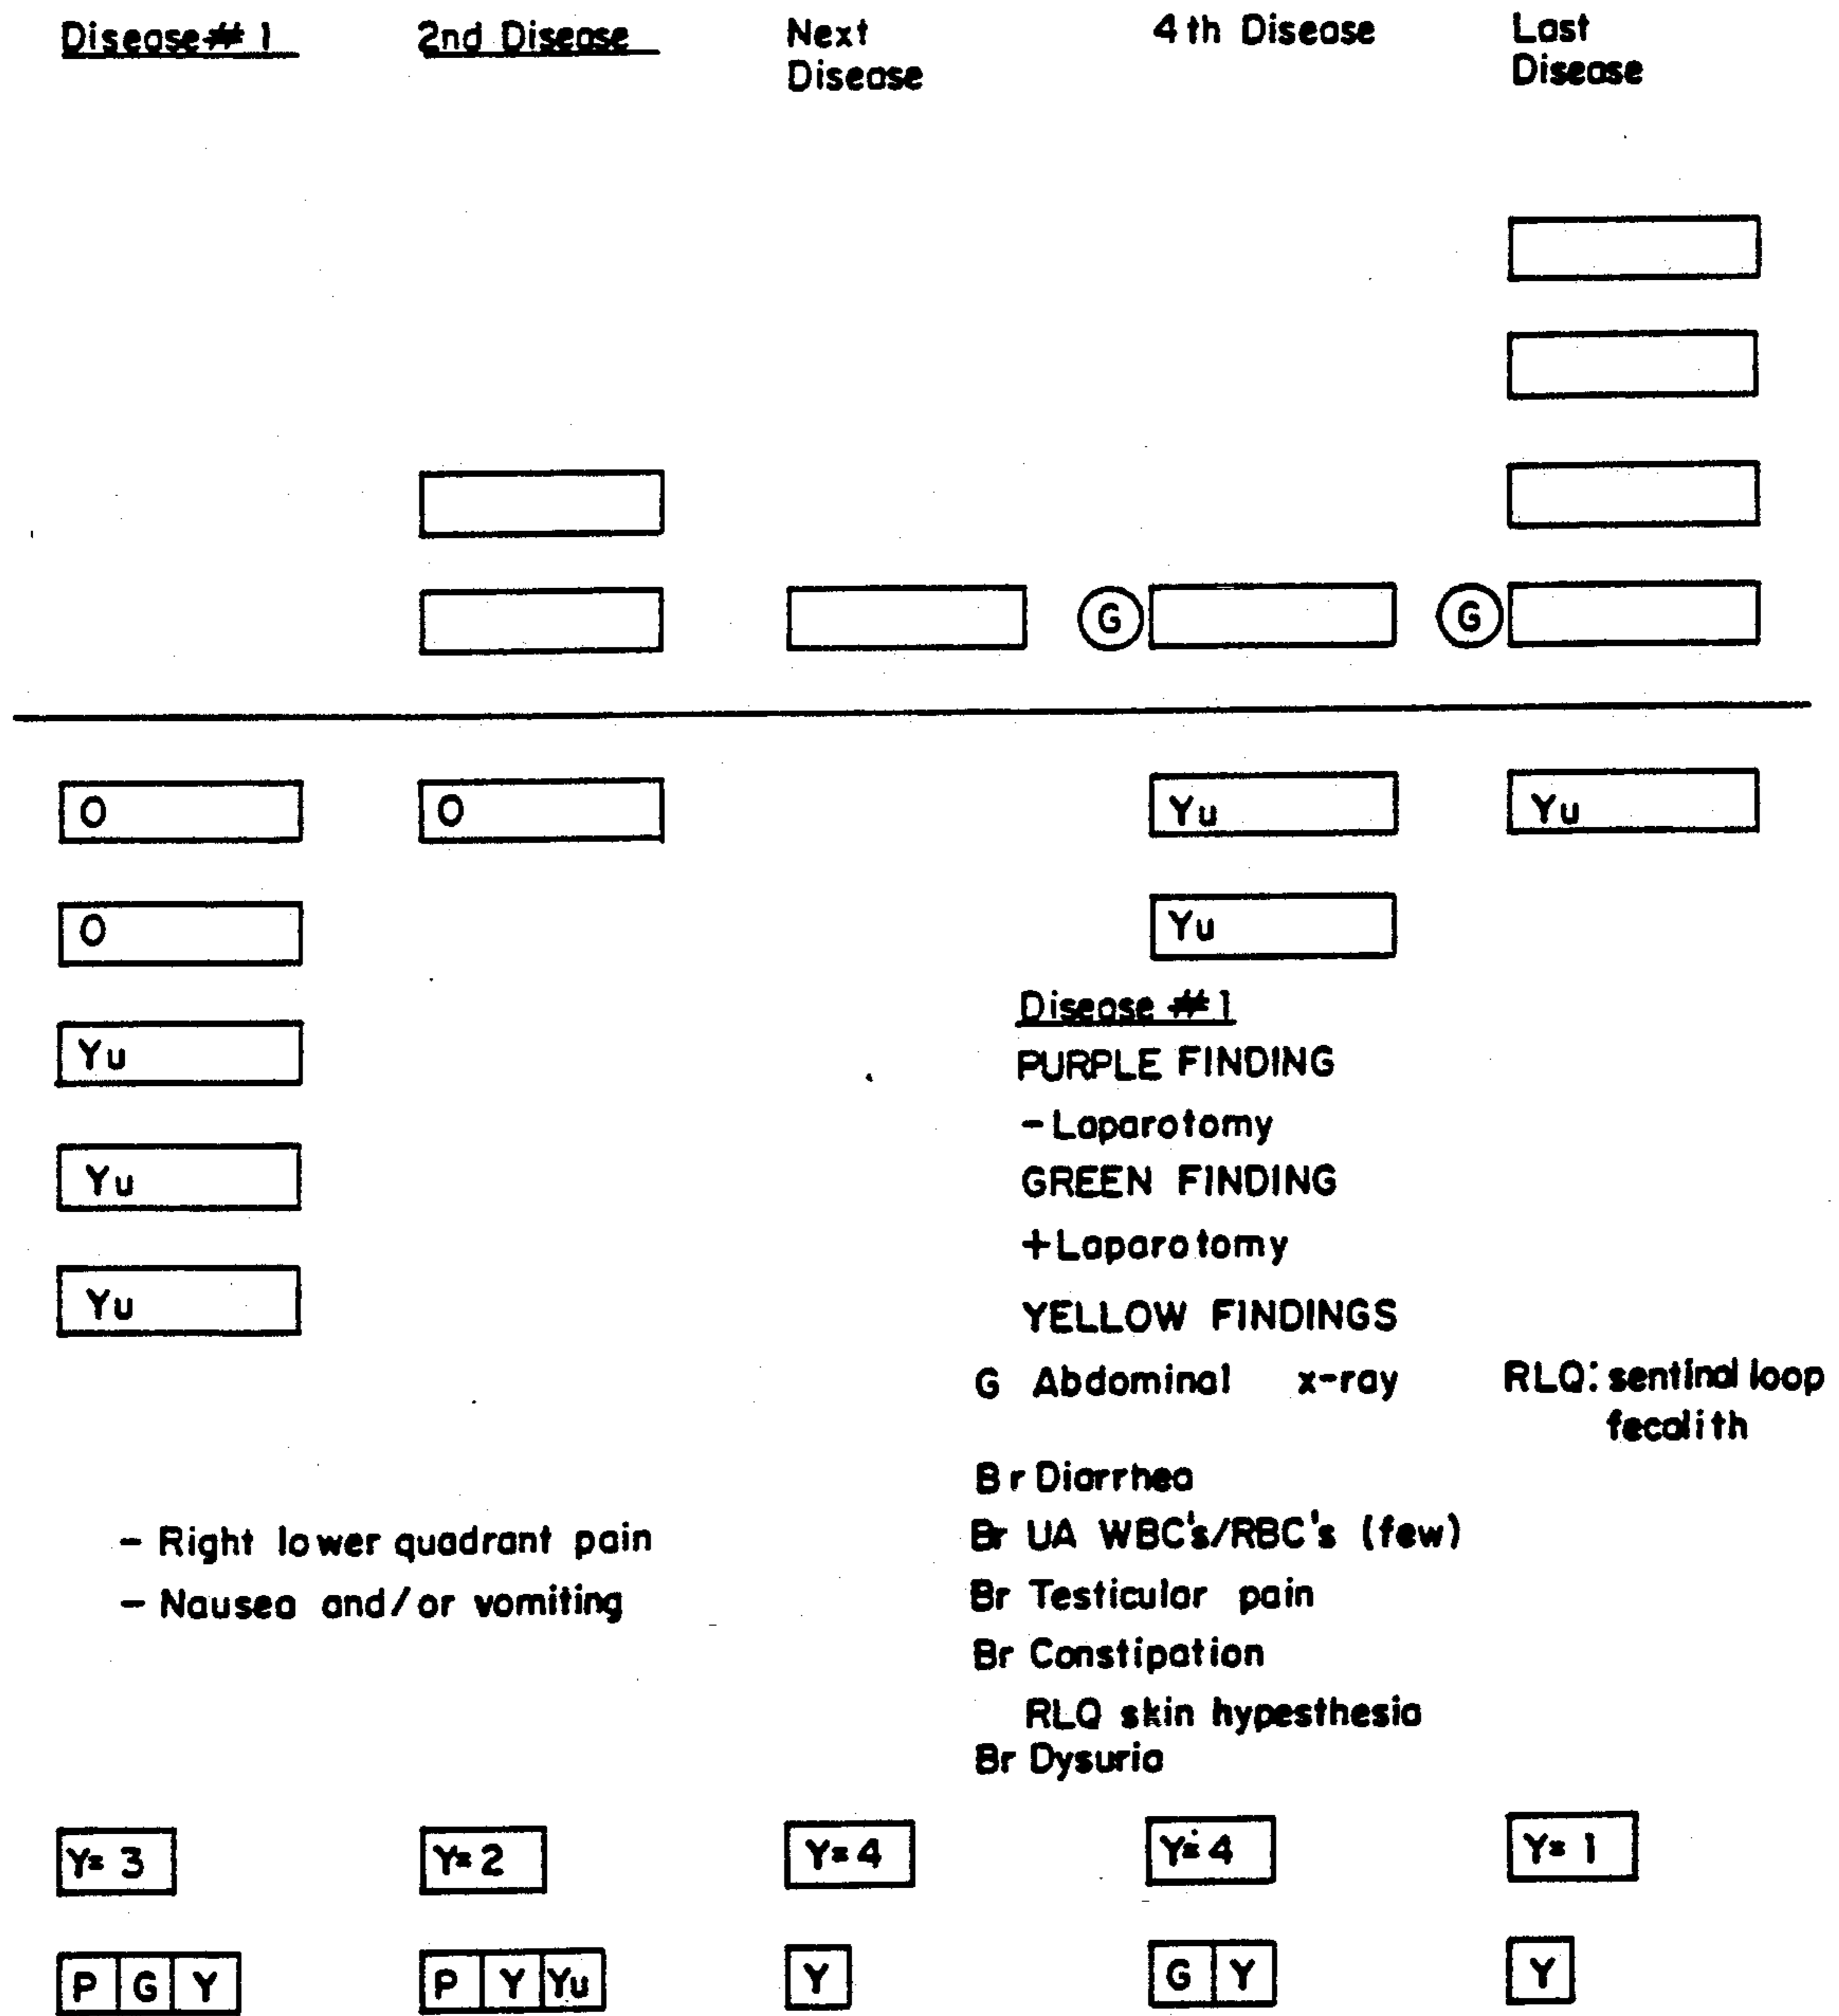 Disease # 1
2nd Disease
Next
Disease
4th Disease
Last
Disease
G
G
O
O
Yu
Yu
O
Yu
Yu
Yu
Yu
Yu
Disease #1
PURPLE FINDING
- Laparotomy
GREEN FINDING
+ Laparotomy
YELLOW FINDINGS
G Abdominal x-ray RLQ: sentinal loop
fecalith
Br Diarrhea
Br UA WBC's/RBC's (few)
Br Testicular pain
Br Constipation
RLQ skin hypesthesia
Br Dysuria
- Right lower quadrant pain
- Nausea and/or vomiting
Y= 3
Y= 2
Y= 4
Y= 4
Y= 1
P G Y
P Y Yu
Y
G Y
Y